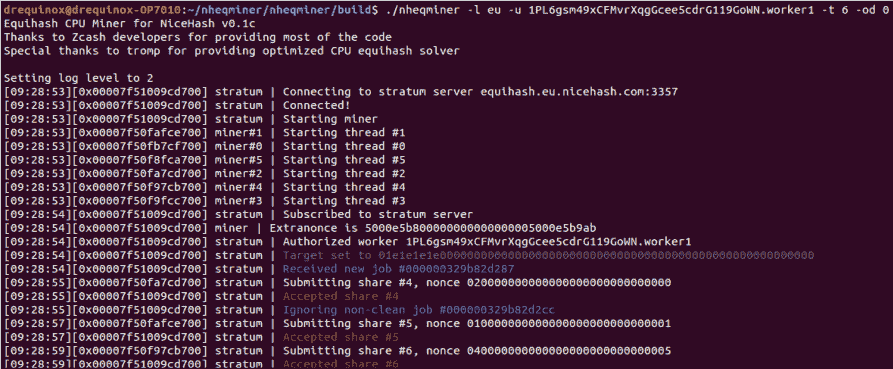 drequinox@drequinox-OP7010:~/nheqminer/nheqminer/build$ ./nheqminer -l eu -u 1PL6gsm49xCFMvrXqgGcee5cdrG119GoWN.worker1 -t 6 -od 0
Equihash CPU Miner for NiceHash v0.1c
Thanks to Zcash developers for providing most of the code
Special thanks to tromp for providing optimized CPU equihash solver
Setting log level to 2
[09:28:53][0x00007f51009cd700] stratum | Connecting to stratum server equihash.eu.nicehash.com:3357
[09:28:53][0x00007f51009cd700] stratum | Connected!
[09:28:53][0x00007f51009cd700] stratum | Starting miner
[09:28:53][0x00007f50fafce700] miner#1 | Starting thread #1
[09:28:53][0x00007f50fb7cf700] miner#0 | Starting thread #0
[09:28:53][0x00007f50f8fca700] miner#5 | Starting thread #5
[09:28:53][0x00007f50fa7cd700] miner#2 | Starting thread #2
[09:28:53][0x00007f50f97cb700] miner#4 | Starting thread #4
[09:28:53][0x00007f50f9fcc700] miner#3 | Starting thread #3
[09:28:54][0x00007f51009cd700] stratum | Subscribed to stratum server
[09:28:54][0x00007f51009cd700] miner | Extranonce is
[09:28:54][0x00007f51009cd700] stratum | Authorized worker 1PL6gsm49xCFMvrXqgGcee5cdrG119GoWN.worker1
[09:28:54][0x00007f51009cd700] stratum | Target set to
[09:28:54][0x00007f51009cd700] stratum | Received new job #000000329b82d287
[09:28:55][0x00007f50fa7cd700] stratum | Submitting share #4, nonce
[09:28:55][0x00007f51009cd700] stratum | Accepted share #4
[09:28:55][0x00007f51009cd700] stratum | Ignoring non-clean job #000000329b82d2cc
[09:28:57][0x00007f50fafce700] stratum | Submitting share #5, nonce
[09:28:57][0x00007f51009cd700] stratum | Accepted share #5
[09:28:59][0x00007f50f97cb700] stratum | Submitting share #6, nonce
[09:28:59][0x00007f51009cd700] stratum | Accepted share #6